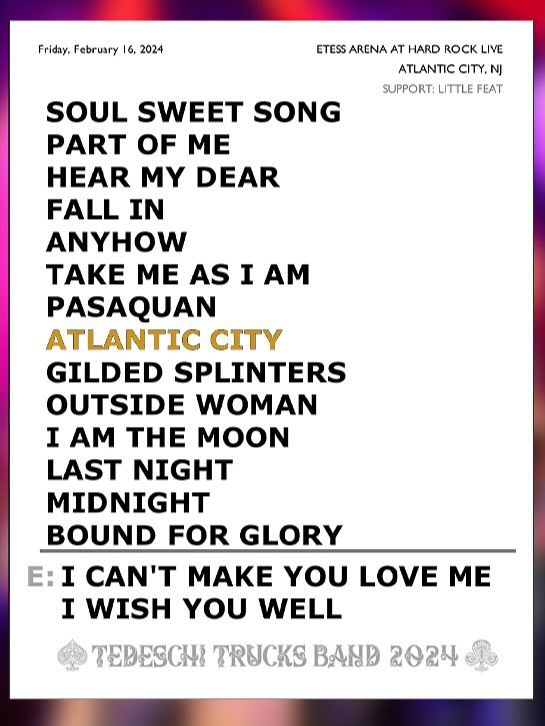 Friday, February 16, 2024
ETESS ARENA AT HARD ROCK LIVE
ATLANTIC CITY, NJ
SUPPORT: LITTLE FEAT
SOUL SWEET SONG
PART OF ME
HEAR MY DEAR
FALL IN
ANYHOW
TAKE ME AS I AM
PASAQUAN
ATLANTIC CITY
GILDED SPLINTERS
OUTSIDE WOMAN
I AM THE MOON
LAST NIGHT
MIDNIGHT
BOUND FOR GLORY
E: I CAN'T MAKE YOU LOVE ME
I WISH YOU WELL
TEDESCHI TRUCKS BAND 2024